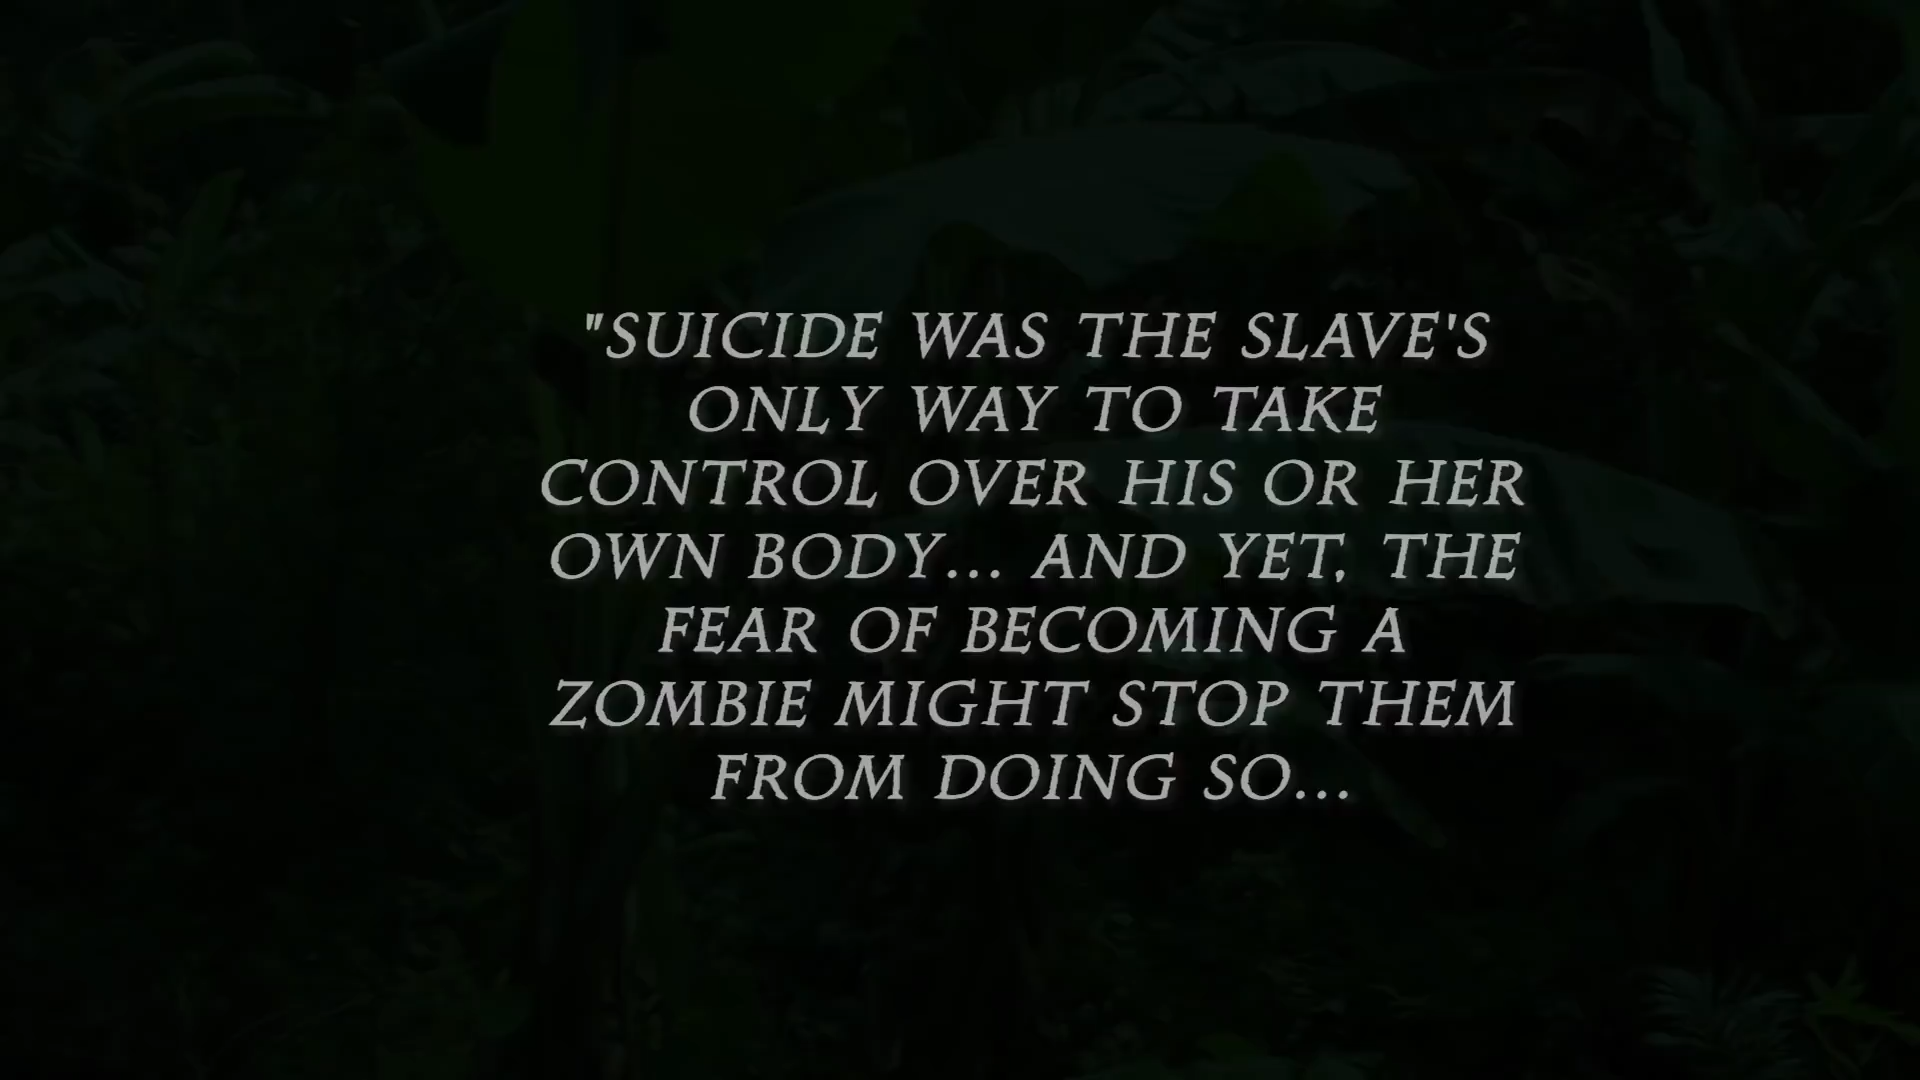 "SUICIDE WAS THE SLAVE'S
ONLY WAY TO TAKE
CONTROL OVER HIS OR HER
OWN BODY... AND YET, THE
FEAR OF BECOMING A
ZOMBIE MIGHT STOP THEM
FROM DOING SO...